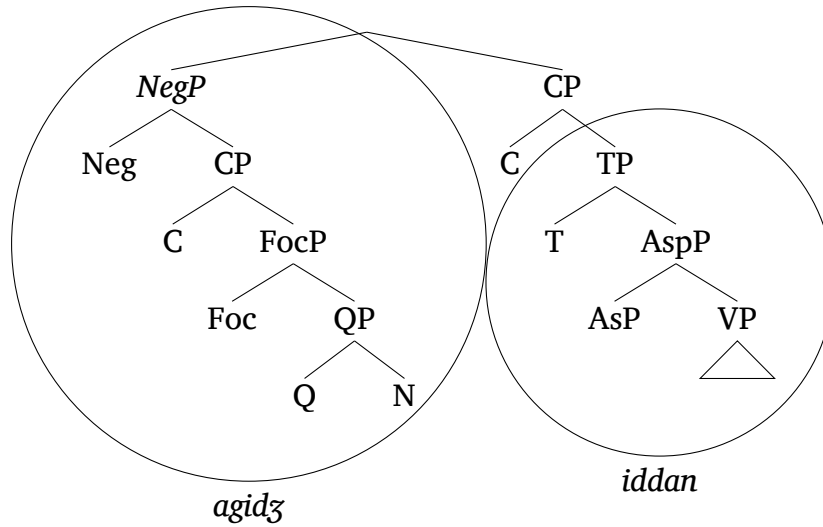 NegP CP
Neg CP C TP
C FocP T AspP
Foc QP AsP VP
Q N
iddan
agidʒ